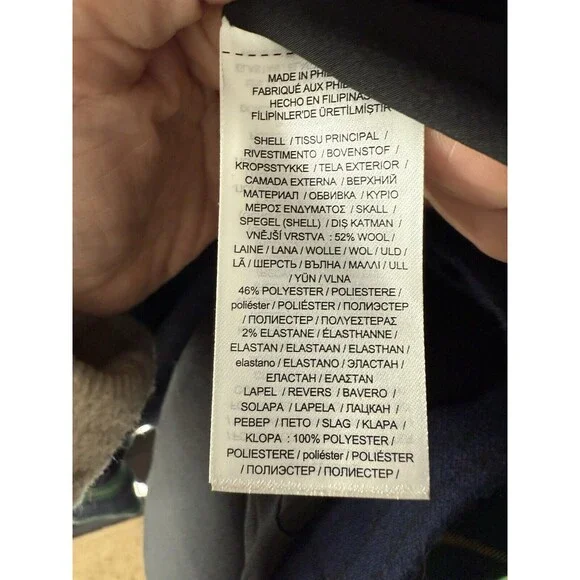 MADE IN
FABRIQUÉ AUX
HECHO EN FILIPINAS
FİLİPİNLER'DE ÜRETİLMİŞTİR
SHELL / TISSU PRINCIPAL /
RIVESTIMENTO / BOVENSTOF /
KROPSSTYKKE / TELA EXTERIOR /
CAMADA EXTERNA / ВЕРХНИЙ
МАТЕРИАЛ / ОБВИВКА / ΚΥΡΙΟ
ΜΕΡΟΣ ΕΝΔΥΜΑΤΟΣ / SKALL /
SPEGEL (SHELL) / DIŞ KATMAN /
VNĚJŠÍ VRSTVA : 52% WOOL /
LAINE / LANA / WOLLE / WOL / ULD /
LÃ / ШЕРСТЬ / ВЪЛНА / ΜΑΛΛΙ / ULL
/ YÜN / VLNA
46% POLYESTER / POLIESTERE /
poliéster / POLIÉSTER / ПОЛИЭСТЕР
/ ПОЛИЕСТЕР / ΠΟΛΥΕΣΤΕΡΑΣ
2% ELASTANE / ÉLASTHANNE /
ELASTAN / ELASTAAN / ELASTHAN /
elastano / ELASTANO / ЭЛАСТАН /
ЕЛАСТАН / ΕΛΑΣΤΑΝ
LAPEL / REVERS / BAVERO /
SOLAPA / LAPELA / ЛАЦКАН /
РЕВЕР / ΠΕΤΟ / SLAG / KLAPA /
KLOPA : 100% POLYESTER /
POLIESTERE / poliéster / POLIÉSTER
/ ПОЛИЭСТЕР / ПОЛИЕСТЕР /